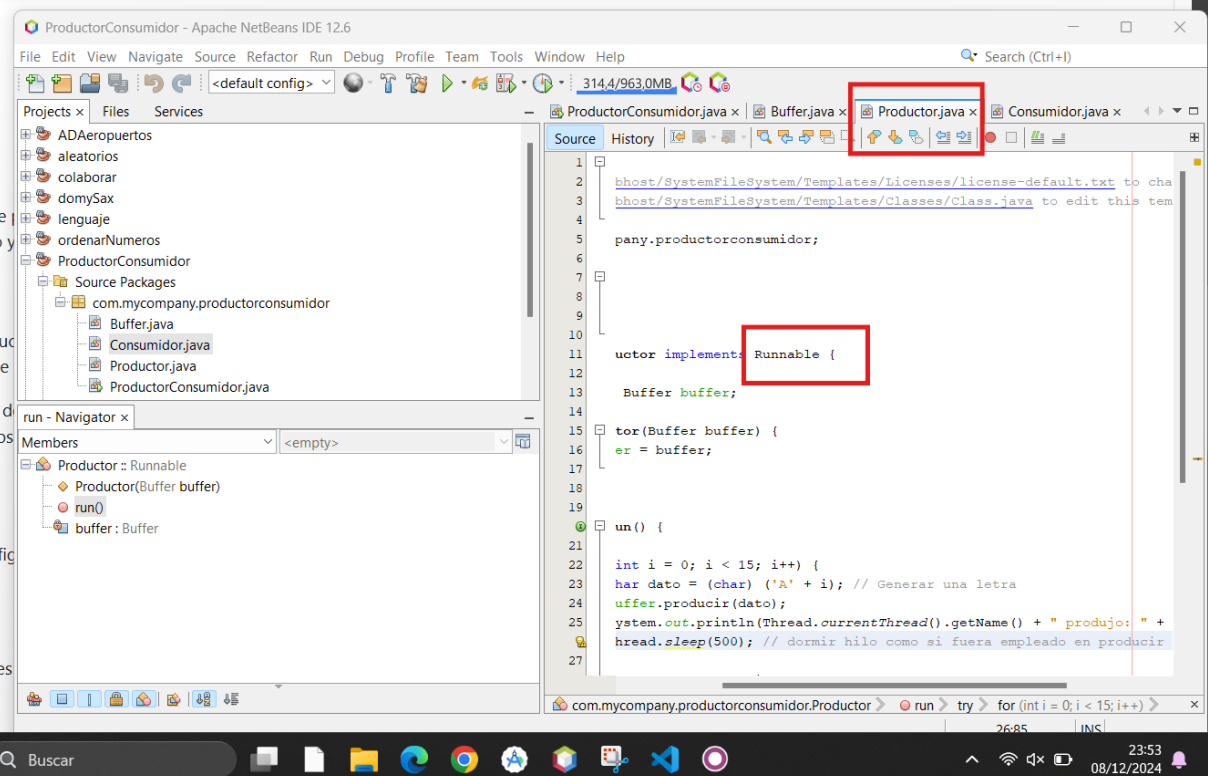 ProductorConsumidor - Apache NetBeans IDE 12.6
File Edit View Navigate Source Refactor Run Debug Profile Team Tools Window Help
Search (Ctrl+I)
<default config>
314,4/963,0MB
Projects Files Services
ADAeropuertos
aleatorios
colaborar
domySax
lenguaje
ordenarNumeros
ProductorConsumidor
Source Packages
com.mycompany.productorconsumidor
Buffer.java
Consumidor.java
Productor.java
ProductorConsumidor.java
run - Navigator
Members
<empty>
Productor :: Runnable
Productor(Buffer buffer)
run()
buffer : Buffer
ProductorConsumidor.java Buffer.java Productor.java Consumidor.java
Source History
1
2 bhost/SystemFileSystem/Templates/Licenses/license-default.txt to cha
3 bhost/SystemFileSystem/Templates/Classes/Class.java to edit this tem
4
5 pany.productorconsumidor;
6
7
8
9
10
11 uctor implements Runnable {
12
13 Buffer buffer;
14
15 tor(Buffer buffer) {
16 er = buffer;
17
18
19
un() {
21
22 int i = 0; i < 15; i++) {
23 har dato = (char) ('A' + i); // Generar una letra
24 uffer.producir(dato);
25 ystem.out.println(Thread.currentThread().getName() + " produjo: " +
hread.sleep(500); // dormir hilo como si fuera empleado en producir
27
com.mycompany.productorconsumidor.Productor run try for (int i = 0; i < 15; i++)
26:85 INS
Buscar
23:53
08/12/2024